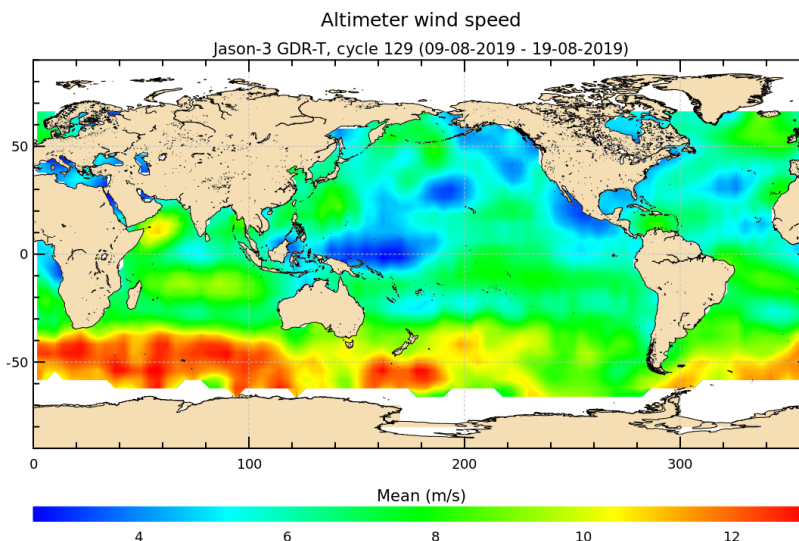 Altimeter wind speed
Jason-3 GDR-T, cycle 129 (09-08-2019 - 19-08-2019)
50
0
-50
0 100 200 300
Mean (m/s)
4 6 8 10 12